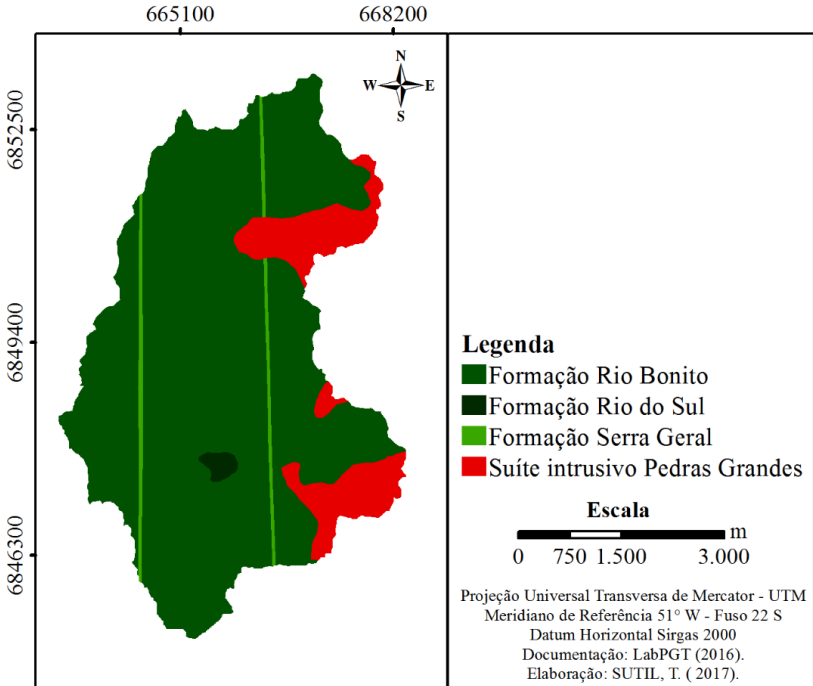 665100
668200
N
W
E
S
6852500
6849400
6846300
Legenda
Formação Rio Bonito
Formação Rio do Sul
Formação Serra Geral
Suíte intrusivo Pedras Grandes
Escala
m
0 750 1.500 3.000
Projeção Universal Transversa de Mercator - UTM
Meridiano de Referência 51° W - Fuso 22 S
Datum Horizontal Sirgas 2000
Documentação: LabPGT (2016).
Elaboração: SUTIL, T. ( 2017).